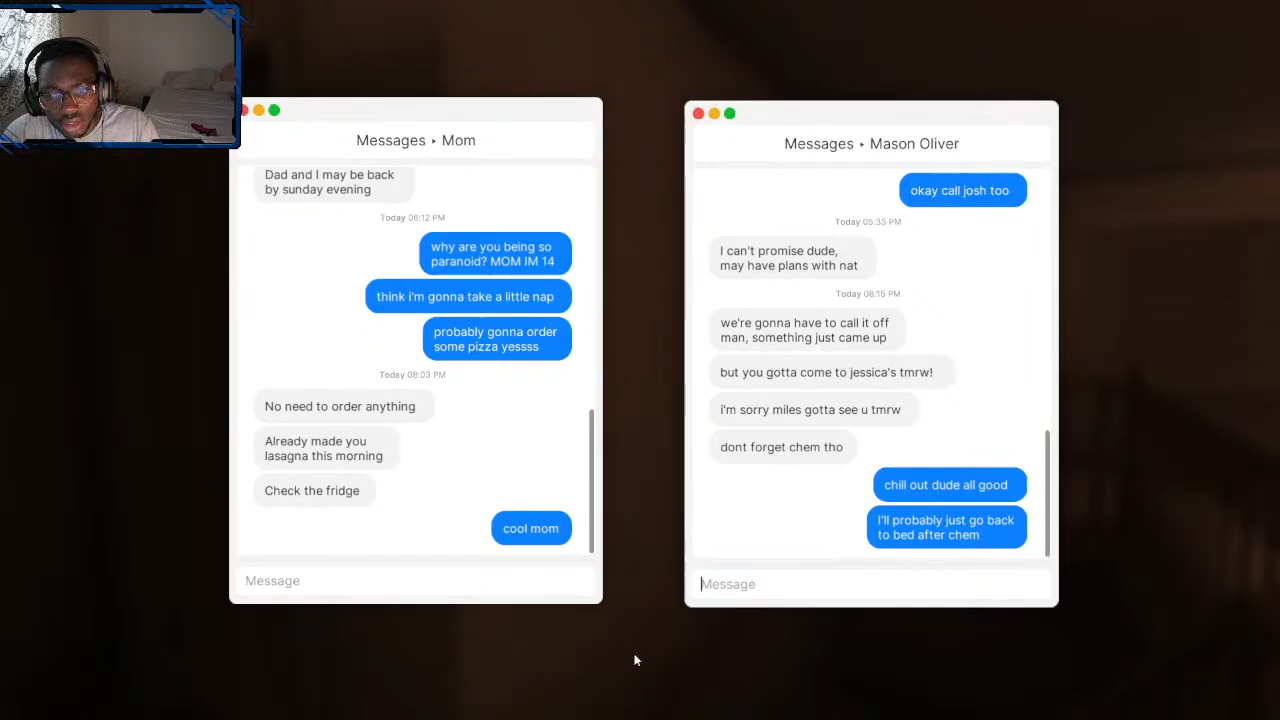 Messages ▸ Mom
Dad and I may be back
by sunday evening
Today 06:12 PM
why are you being so
paranoid? MOM IM 14
think i'm gonna take a little nap
probably gonna order
some pizza yessss
Today 08:03 PM
No need to order anything
Already made you
lasagna this morning
Check the fridge
cool mom
Message
Messages ▸ Mason Oliver
okay call josh too
Today 05:33 PM
I can't promise dude,
may have plans with nat
Today 08:15 PM
we're gonna have to call it off
man, something just came up
but you gotta come to jessica's tmrw!
i'm sorry miles gotta see u tmrw
dont forget chem tho
chill out dude all good
I'll probably just go back
to bed after chem
Message